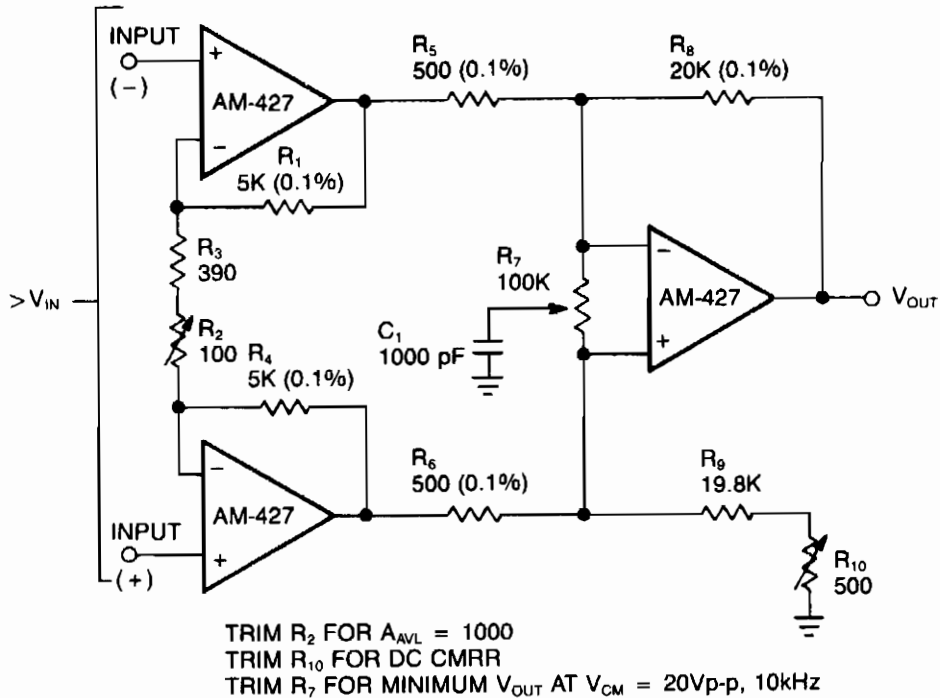 INPUT
(-)
+
AM-427
−
R5
500 (0.1%)
R8
20K (0.1%)
R1
5K (0.1%)
R3
390
>VIN
R2
100
R4
5K (0.1%)
R7
100K
C1
1000 pF
−
AM-427
+
VOUT
−
AM-427
+
INPUT
(+)
R6
500 (0.1%)
R9
19.8K
R10
500
TRIM R2 FOR AAVL = 1000
TRIM R10 FOR DC CMRR
TRIM R7 FOR MINIMUM VOUT AT VCM = 20Vp-p, 10kHz